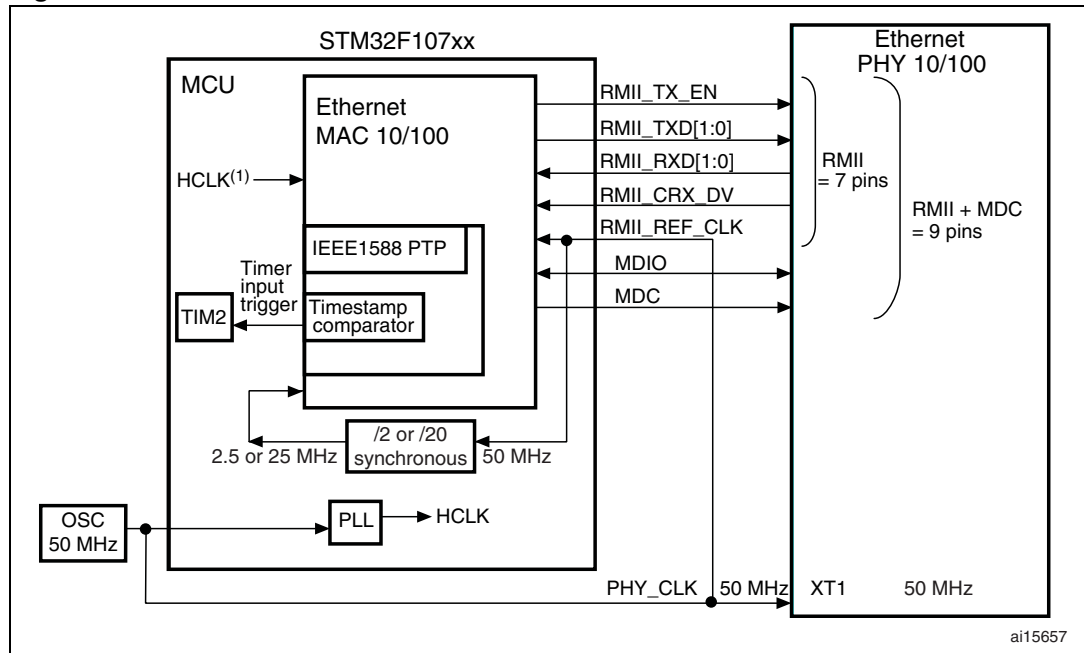 STM32F107xx
MCU
Ethernet
MAC 10/100
HCLK(1)
IEEE1588 PTP
Timer
input
trigger
TIM2
Timestamp
comparator
/2 or /20
synchronous
2.5 or 25 MHz
50 MHz
OSC
50 MHz
PLL
HCLK
RMII_TX_EN
RMII_TXD[1:0]
RMII_RXD[1:0]
RMII_CRX_DV
RMII_REF_CLK
MDIO
MDC
Ethernet
PHY 10/100
RMII
= 7 pins
RMII + MDC
= 9 pins
PHY_CLK
50 MHz
XT1
50 MHz
ai15657